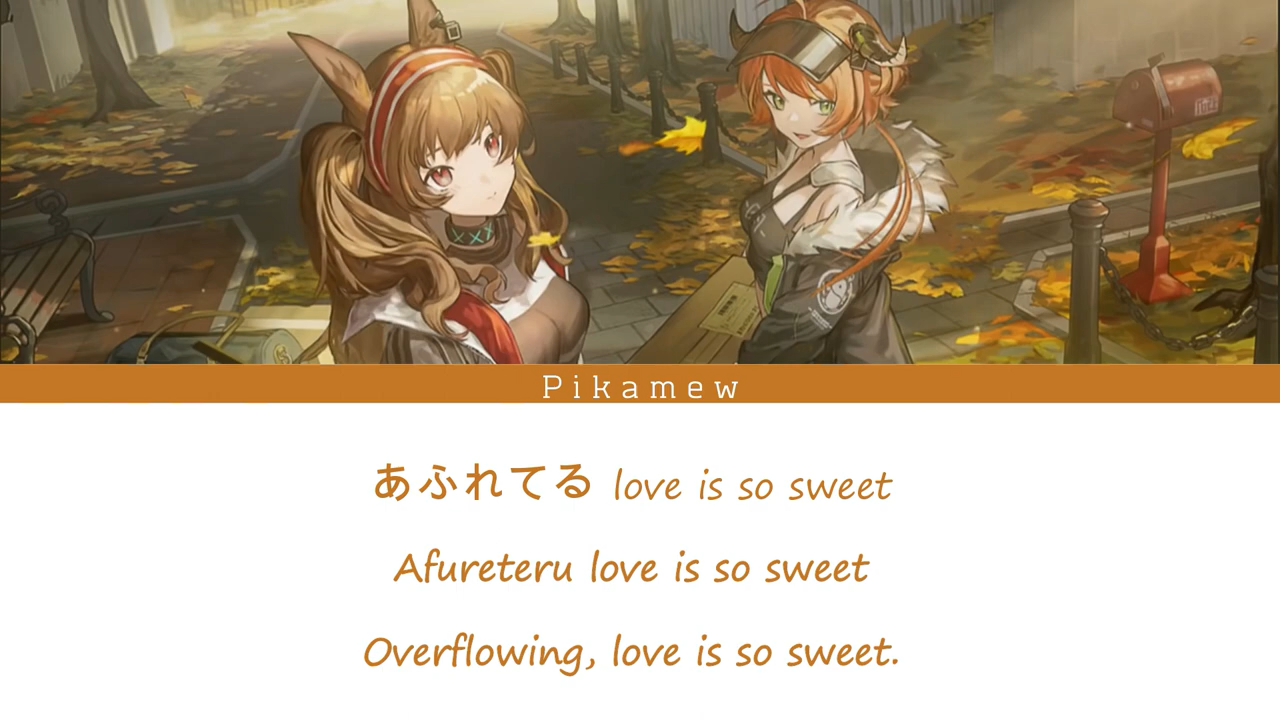 Pikamew
あふれてる love is so sweet
Afureteru love is so sweet
Overflowing, love is so sweet.